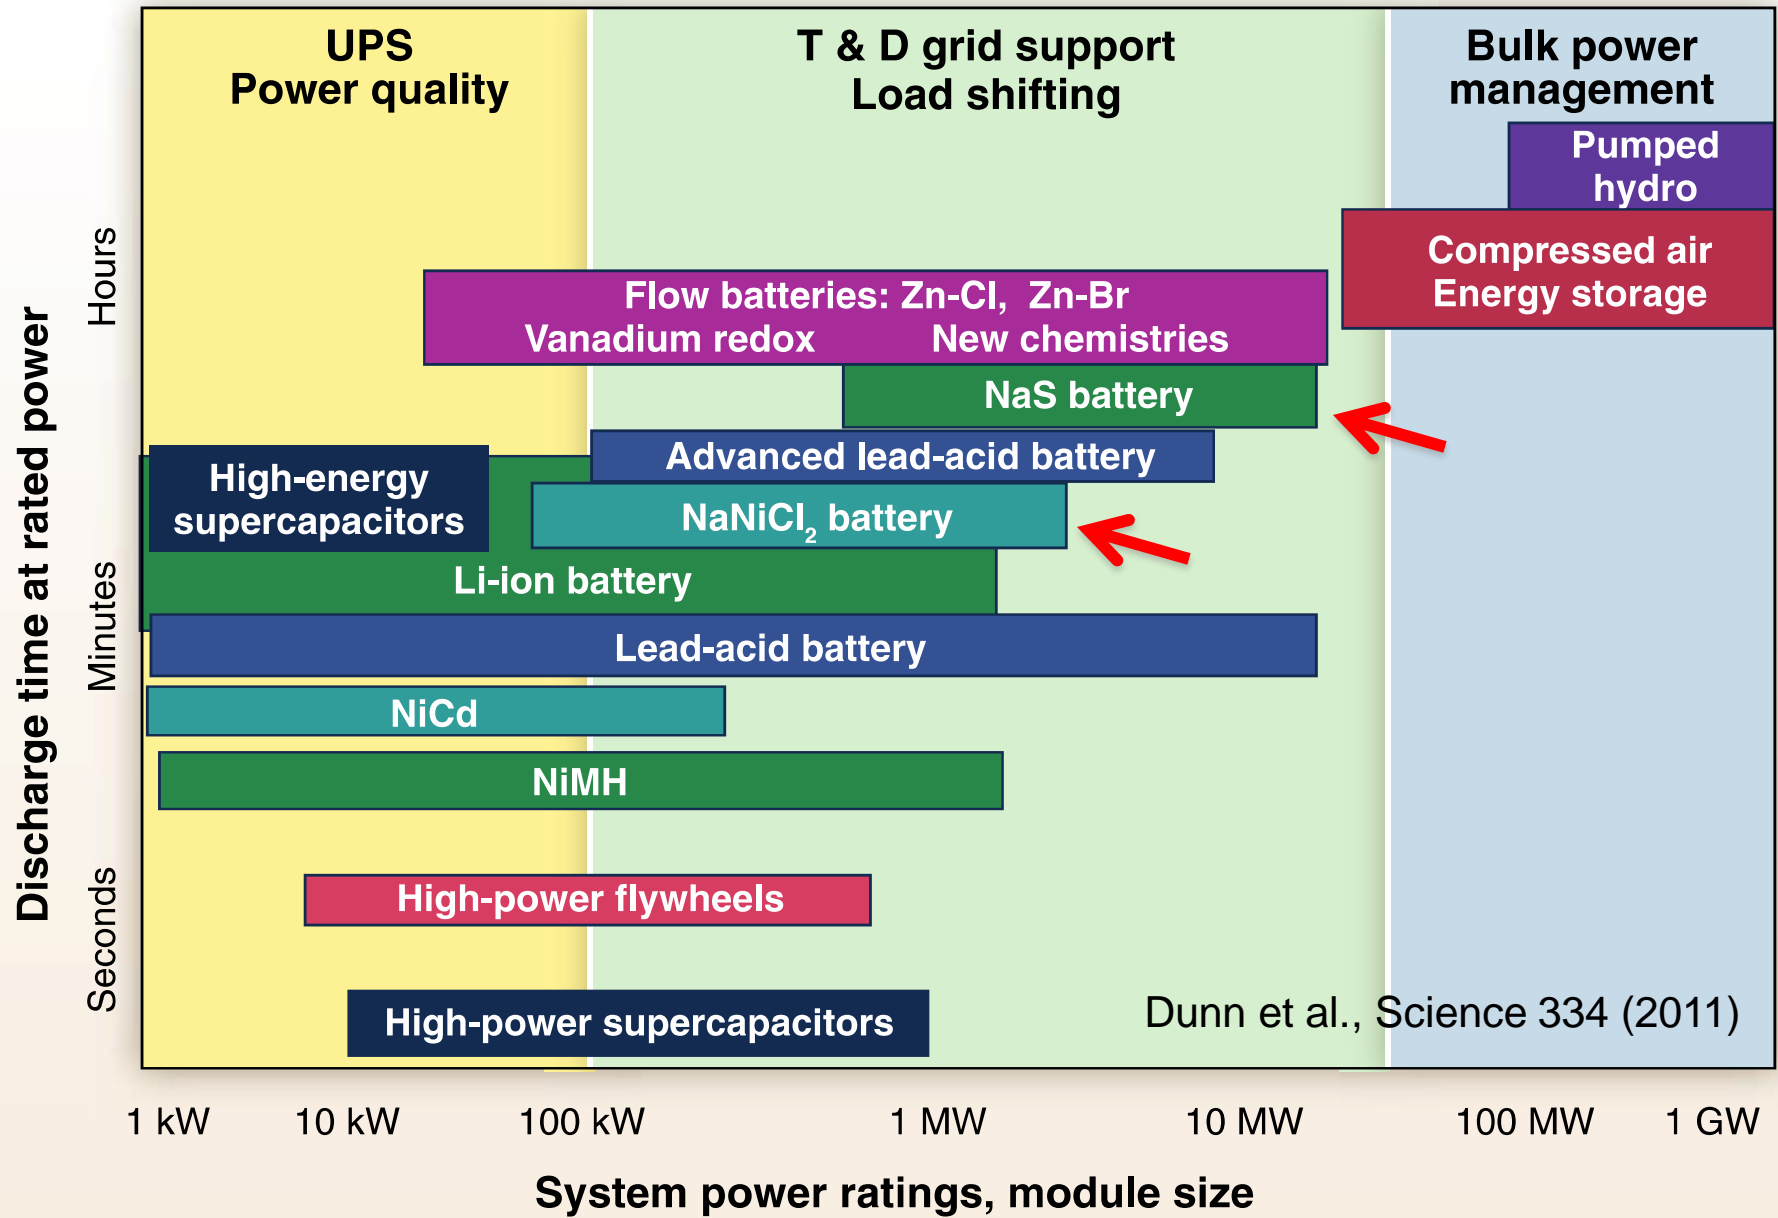 UPS
Power quality
T & D grid support
Load shifting
Bulk power
management
Pumped
hydro
Compressed air
Energy storage
Flow batteries: Zn-Cl, Zn-Br
Vanadium redox New chemistries
NaS battery
Advanced lead-acid battery
High-energy
supercapacitors
NaNiCl₂ battery
Li-ion battery
Lead-acid battery
NiCd
NiMH
High-power flywheels
High-power supercapacitors
Dunn et al., Science 334 (2011)
Discharge time at rated power
Hours
Minutes
Seconds
1 kW 10 kW 100 kW 1 MW 10 MW 100 MW 1 GW
System power ratings, module size